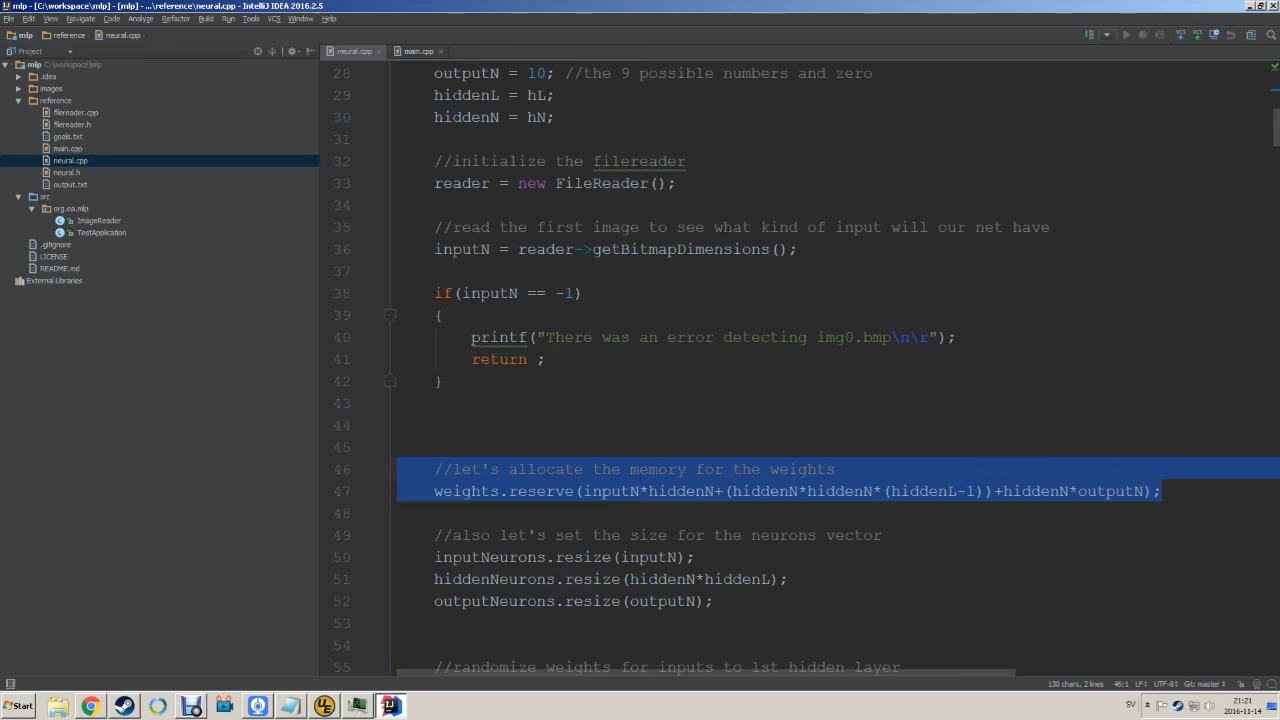 mlp - [C:\workspace\mlp] - [mlp] - ...\reference\neural.cpp - IntelliJ IDEA 2016.2.5
File Edit View Navigate Code Analyze Refactor Build Run Tools VCS Window Help
mlp reference neural.cpp
Project
neural.cpp main.cpp
mlp C:\workspace\mlp
.idea
images
reference
filereader.cpp
filereader.h
goals.txt
main.cpp
neural.cpp
neural.h
output.txt
src
org.ea.mlp
ImageReader
TestApplication
.gitignore
LICENSE
README.md
External Libraries
28 outputN = 10; //the 9 possible numbers and zero
29 hiddenL = hL;
30 hiddenN = hN;
31
32 //initialize the filereader
33 reader = new FileReader();
34
35 //read the first image to see what kind of input will our net have
36 inputN = reader->getBitmapDimensions();
37
38 if(inputN == -1)
39 {
40 printf("There was an error detecting img0.bmp\n\r");
41 return ;
42 }
43
44
45
46 //let's allocate the memory for the weights
47 weights.reserve(inputN*hiddenN+(hiddenN*hiddenN*(hiddenL-1))+hiddenN*outputN);
48
49 //also let's set the size for the neurons vector
50 inputNeurons.resize(inputN);
51 hiddenNeurons.resize(hiddenN*hiddenL);
52 outputNeurons.resize(outputN);
53
54
55 //randomize weights for inputs to 1st hidden layer
130 chars, 2 lines 46:1 LF÷ UTF-8÷ Git: master÷
Start SV 21:21
2016-11-14